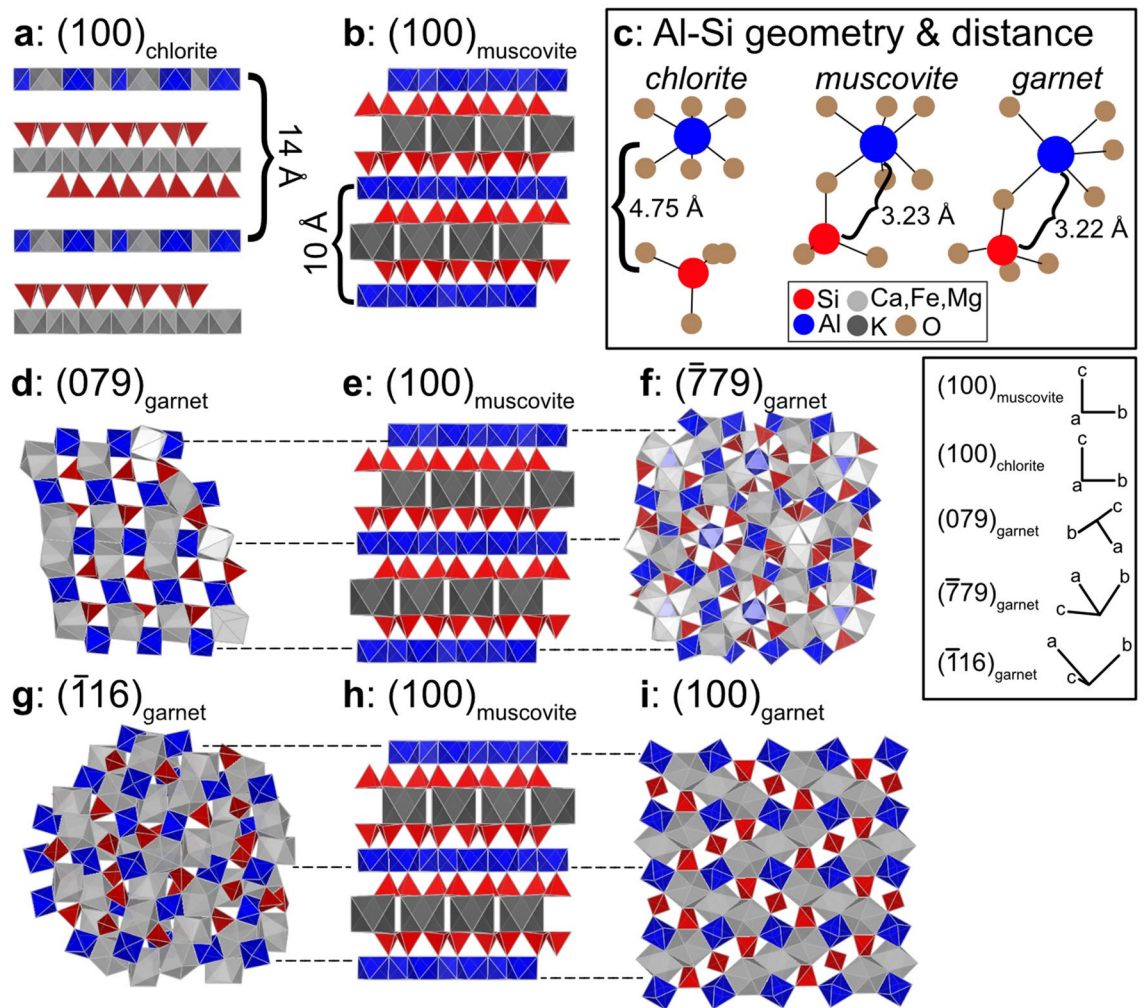 a: (100)chlorite
b: (100)muscovite
c: Al-Si geometry & distance
chlorite muscovite garnet
14 Å
10 Å
4.75 Å
3.23 Å
3.22 Å
Si Ca,Fe,Mg
Al K O
d: (079)garnet
e: (100)muscovite
f: (7̅79)garnet
(100)muscovite
c
a
b
(100)chlorite
c
a
b
(079)garnet
c
b
a
(7̅79)garnet
a
b
c
(1̅16)garnet
a
b
c
g: (1̅16)garnet
h: (100)muscovite
i: (100)garnet